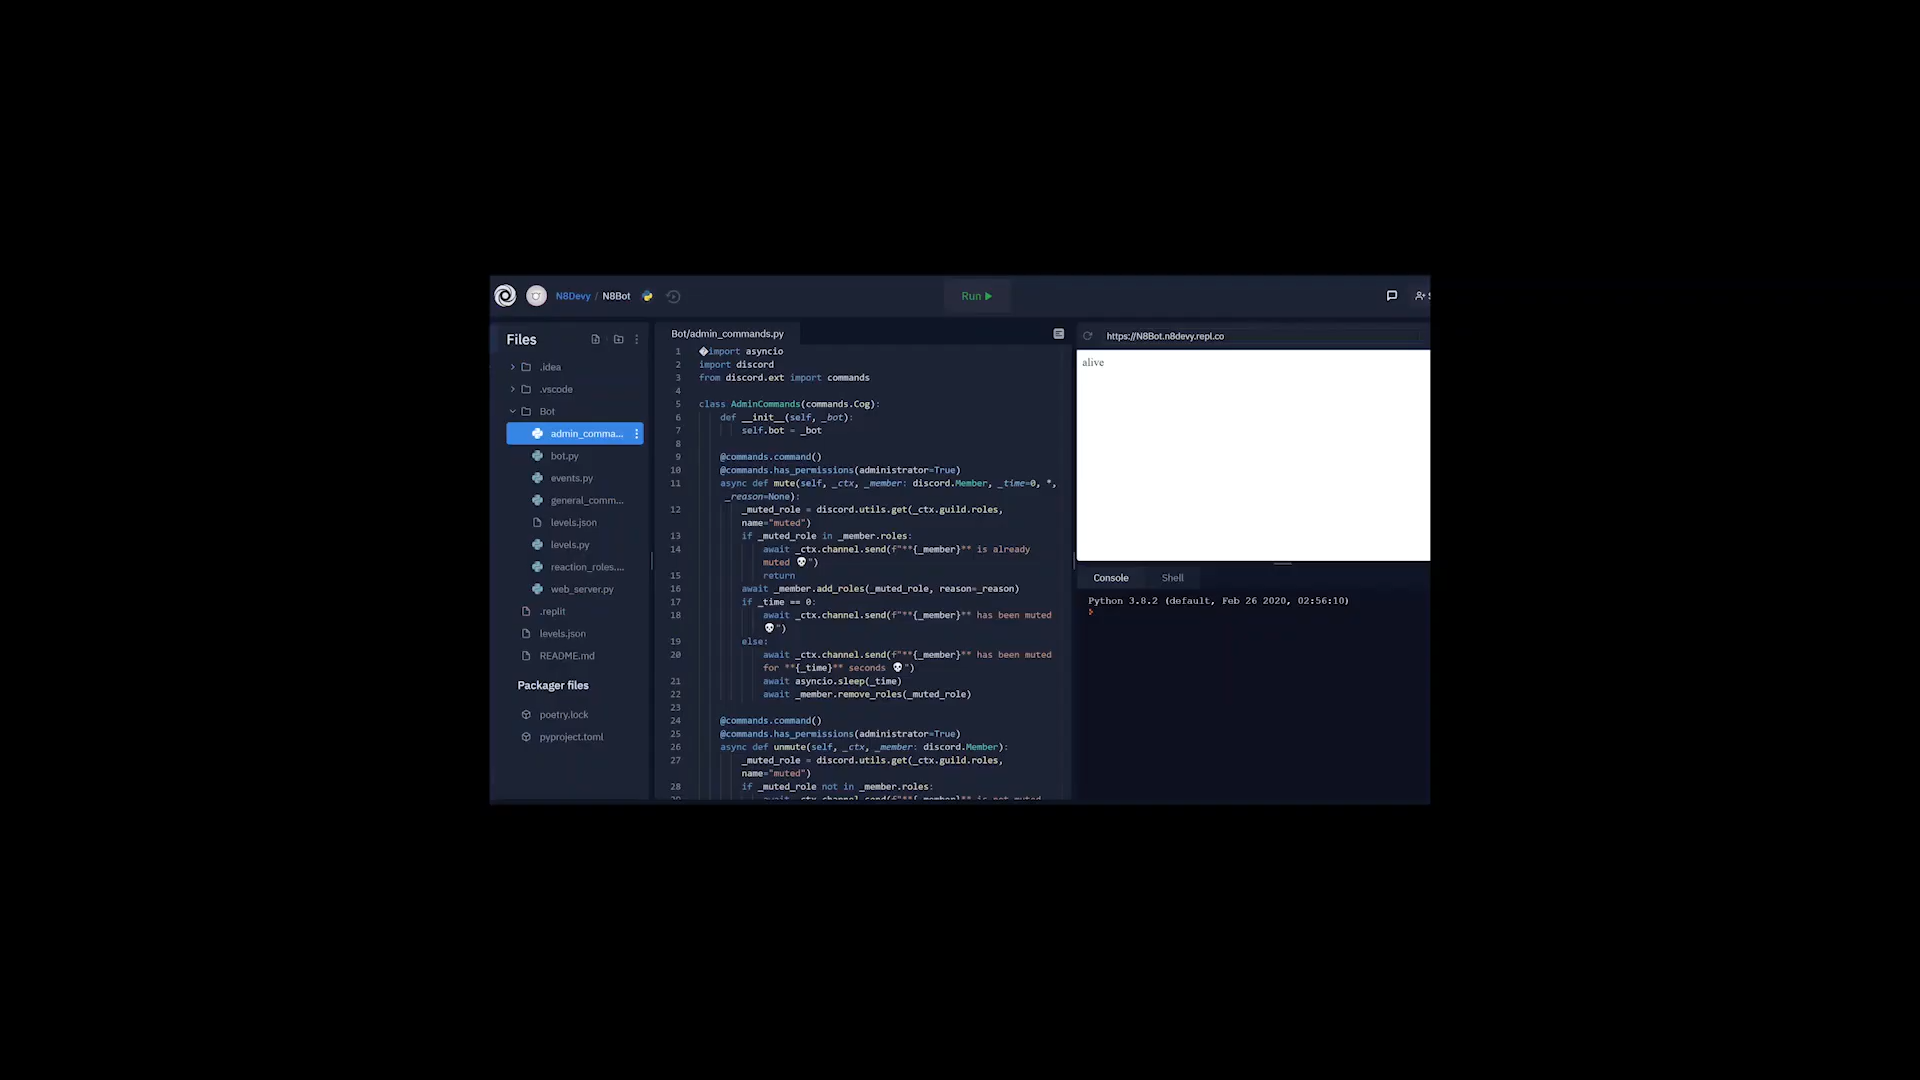 N8Devy / N8Bot
Run
Files
.idea
.vscode
Bot
admin_comma...
bot.py
events.py
general_comm...
levels.json
levels.py
reaction_roles....
web_server.py
.replit
levels.json
README.md
Packager files
poetry.lock
pyproject.toml
Bot/admin_commands.py
1 �import asyncio
2 import discord
3 from discord.ext import commands
4
5 class AdminCommands(commands.Cog):
6 def __init__(self, _bot):
7 self.bot = _bot
8
9 @commands.command()
10 @commands.has_permissions(administrator=True)
11 async def mute(self, _ctx, _member: discord.Member, _time=0, *,
_reason=None):
12 _muted_role = discord.utils.get(_ctx.guild.roles,
name="muted")
13 if _muted_role in _member.roles:
14 await _ctx.channel.send(f"**{_member}** is already
muted 💀")
15 return
16 await _member.add_roles(_muted_role, reason=_reason)
17 if _time == 0:
18 await _ctx.channel.send(f"**{_member}** has been muted
💀")
19 else:
20 await _ctx.channel.send(f"**{_member}** has been muted
for **{_time}** seconds 💀")
21 await asyncio.sleep(_time)
22 await _member.remove_roles(_muted_role)
23
24 @commands.command()
25 @commands.has_permissions(administrator=True)
26 async def unmute(self, _ctx, _member: discord.Member):
27 _muted_role = discord.utils.get(_ctx.guild.roles,
name="muted")
28 if _muted_role not in _member.roles:
29 await _ctx.channel.send(f"**{_member}** is not muted
https://N8Bot.n8devy.repl.co
alive
Console Shell
Python 3.8.2 (default, Feb 26 2020, 02:56:10)